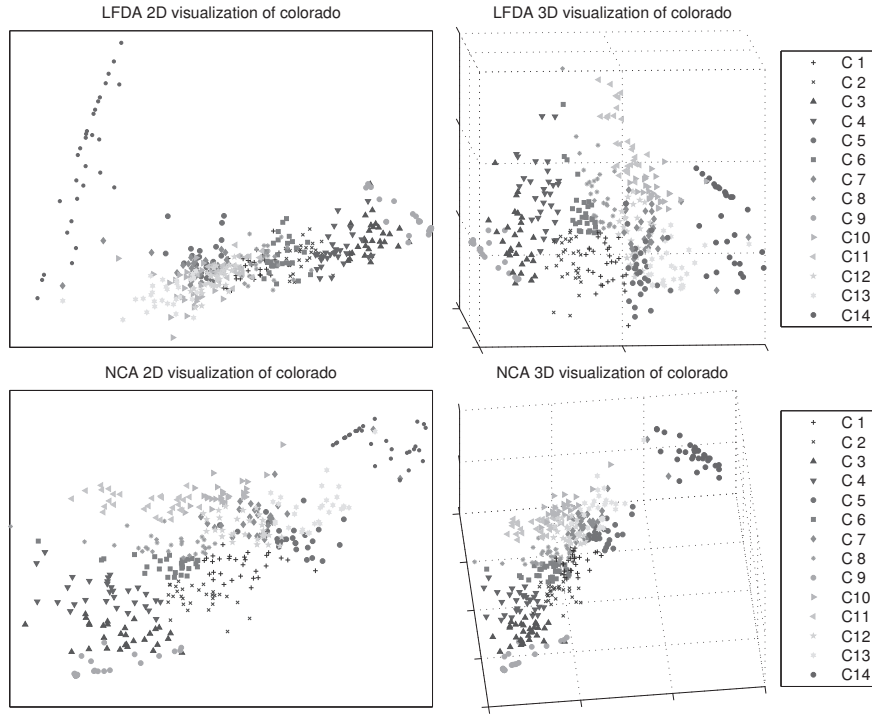 LFDA 2D visualization of colorado
LFDA 3D visualization of colorado
C 1
C 2
C 3
C 4
C 5
C 6
C 7
C 8
C 9
C10
C11
C12
C13
C14
NCA 2D visualization of colorado
NCA 3D visualization of colorado
C 1
C 2
C 3
C 4
C 5
C 6
C 7
C 8
C 9
C10
C11
C12
C13
C14